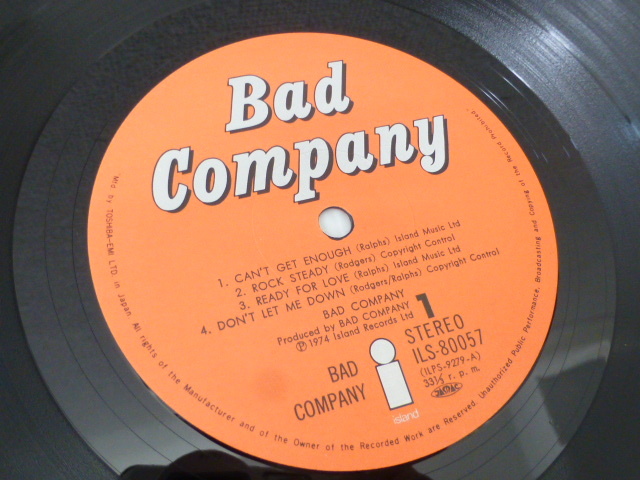 Bad
Company
1. CAN'T GET ENOUGH (Ralphs) Island Music Ltd
2. ROCK STEADY (Rodgers) Copyright Control
3. READY FOR LOVE (Ralphs) Island Music Ltd
4. DON'T LET ME DOWN (Rodgers/Ralphs) Copyright Control
BAD COMPANY
Produced by BAD COMPANY
Ⓟ 1974 Island Records Ltd
1
STEREO
ILS-80057
(ILPS-9279-A)
33⅓ r. p. m.
BAD
COMPANY
i
island
Mfd by TOSHIBA-EMI LTD in Japan. All rights of the Manufacturer and of the Owner of the Recorded Work are Reserved. Unauthorized Public Performance, Broadcasting and Copying of the Record Prohibited